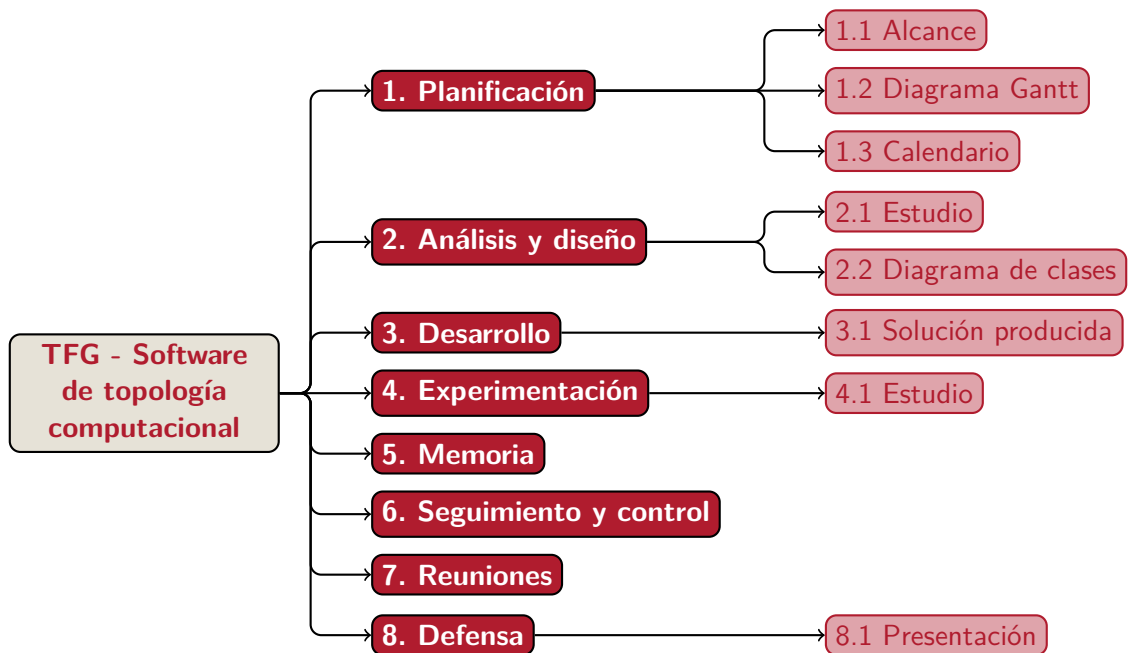 TFG - Software
de topología
computacional
1. Planificación
1.1 Alcance
1.2 Diagrama Gantt
1.3 Calendario
2. Análisis y diseño
2.1 Estudio
2.2 Diagrama de clases
3. Desarrollo
3.1 Solución producida
4. Experimentación
4.1 Estudio
5. Memoria
6. Seguimiento y control
7. Reuniones
8. Defensa
8.1 Presentación